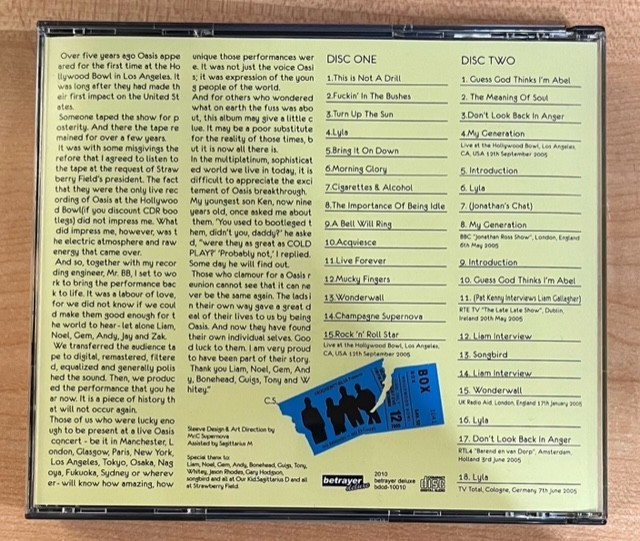 Over five years ago Oasis appe
ared for the first time at the Ho
llywood Bowl in Los Angeles. It
was long after they had made th
eir first impact on the United St
ates.
Someone taped the show for p
osterity. And there the tape re
mained for over a few years.
It was with some misgivings the
refore that I agreed to listen to
the tape at the request of Straw
berry Field's president. The fact
that they were the only live rec
ording of Oasis at the Hollywoo
d Bowl(if you discount CDR boo
tlegs) did not impress me. What
did impress me, however, was t
he electric atmosphere and raw
energy that came over.
And so, together with my recor
ding engineer, Mr. BB, I set to wo
rk to bring the performance bac
k to life. It was a labour of love,
for we did not know if we coul
d make them good enough for t
he world to hear-let alone Liam,
Noel, Gem, Andy, Jay and Zak.
We transferred the audience ta
pe to digital, remastered, filtere
d, equalized and generally polis
hed the sound. Then, we produc
ed the performance that you he
ar now. It is a piece of history th
at will not occur again.
Those of us who were lucky eno
ugh to be present at a live Oasis
concert - be it in Manchester, L
ondon, Glasgow, Paris, New York,
Los Angeles, Tokyo, Osaka, Nag
oya, Fukuoka, Sydney or wherev
er- will know how amazing, how
unique those performances wer
e. It was not just the voice Oasi
s; it was expression of the youn
g people of the world.
And for others who wondered
what on earth the fuss was abo
ut, this album may give a little c
lue. It may be a poor substitute
for the reality of those times, b
ut it is now all there is.
In the multiplatinum, sophisticat
ed world we live in today, it is
difficult to appreciate the exci
tement of Oasis breakthrough.
My youngest son Ken, now nine
years old, once asked me about
them. 'You used to bootleged t
hem, didn't you, daddy?' he aske
d, "were they as great as COLD
PLAY?' 'Probably not,' I replied.
Some day he will find out.
Those who clamour for a Oasis r
eunion cannot see that it can ne
ver be the same again. The lads i
n their own way gave a great d
eal of their lives to us by being
Oasis. And now they have found
their own individual selves. Goo
d luck to them. I am very proud
to have been part of their story.
Thank you Liam, Noel, Gem, And
y, Bonehead, Guigs, Tony and W
hitey."
C.S.
Sleeve Design & Art Direction by
McC Supernova
Assisted by Sagittarius M
Special thanx to:
Liam, Noel, Gem, Andy, Bonehead, Guigs, Tony,
Whitey, Jason Rhodes, Gary Hodgson,
songbird and all at Our Kid.Sagittarius D and all
at Strawberry Field.
DISC ONE
1.This is Not A Drill
2.Fuckin' In The Bushes
3.Turn Up The Sun
4.Lyla
5.Bring It On Down
6.Morning Glory
7.Cigarettes & Alcohol
8.The Importance Of Being Idle
9.A Bell Will Ring
10.Acquiesce
11.Live Forever
12.Mucky Fingers
13.Wonderwall
14.Champagne Supernova
15.Rock 'n' Roll Star
Live at the Hollywood Bowl, Los Angeles,
CA, USA 13th September 2005
BOX
12
2010
betrayer deluxe
bdcd-10010
betrayer
deluxe
DISC TWO
1. Guess God Thinks I'm Abel
2. The Meaning Of Soul
3.Don't Look Back In Anger
4.My Generation
Live at the Hollywood Bowl, Los Angeles,
CA, USA 13th September 2005
5. Introduction
6. Lyla
7. (Jonathan's Chat)
8. My Generation
BBC "Jonathan Ross Show", London, England
6th May 2005
9. Introduction
10. Guess God Thinks I'm Abel
11. (Pat Kenny Interviews Liam Gallagher)
RTE TV "The Late Late Show", Dublin,
Ireland 20th May 2005
12. Liam Interview
13. Songbird
14. Liam Interview
15. Wonderwall
UK Radio Aid, London, England 17th January 2005
16. Lyla
17. Don't Look Back In Anger
RTL4 "Barend en van Dorp", Amsterdam,
Holland 3rd June 2005
18. Lyla
TV Total, Cologne, Germany 7th June 2005